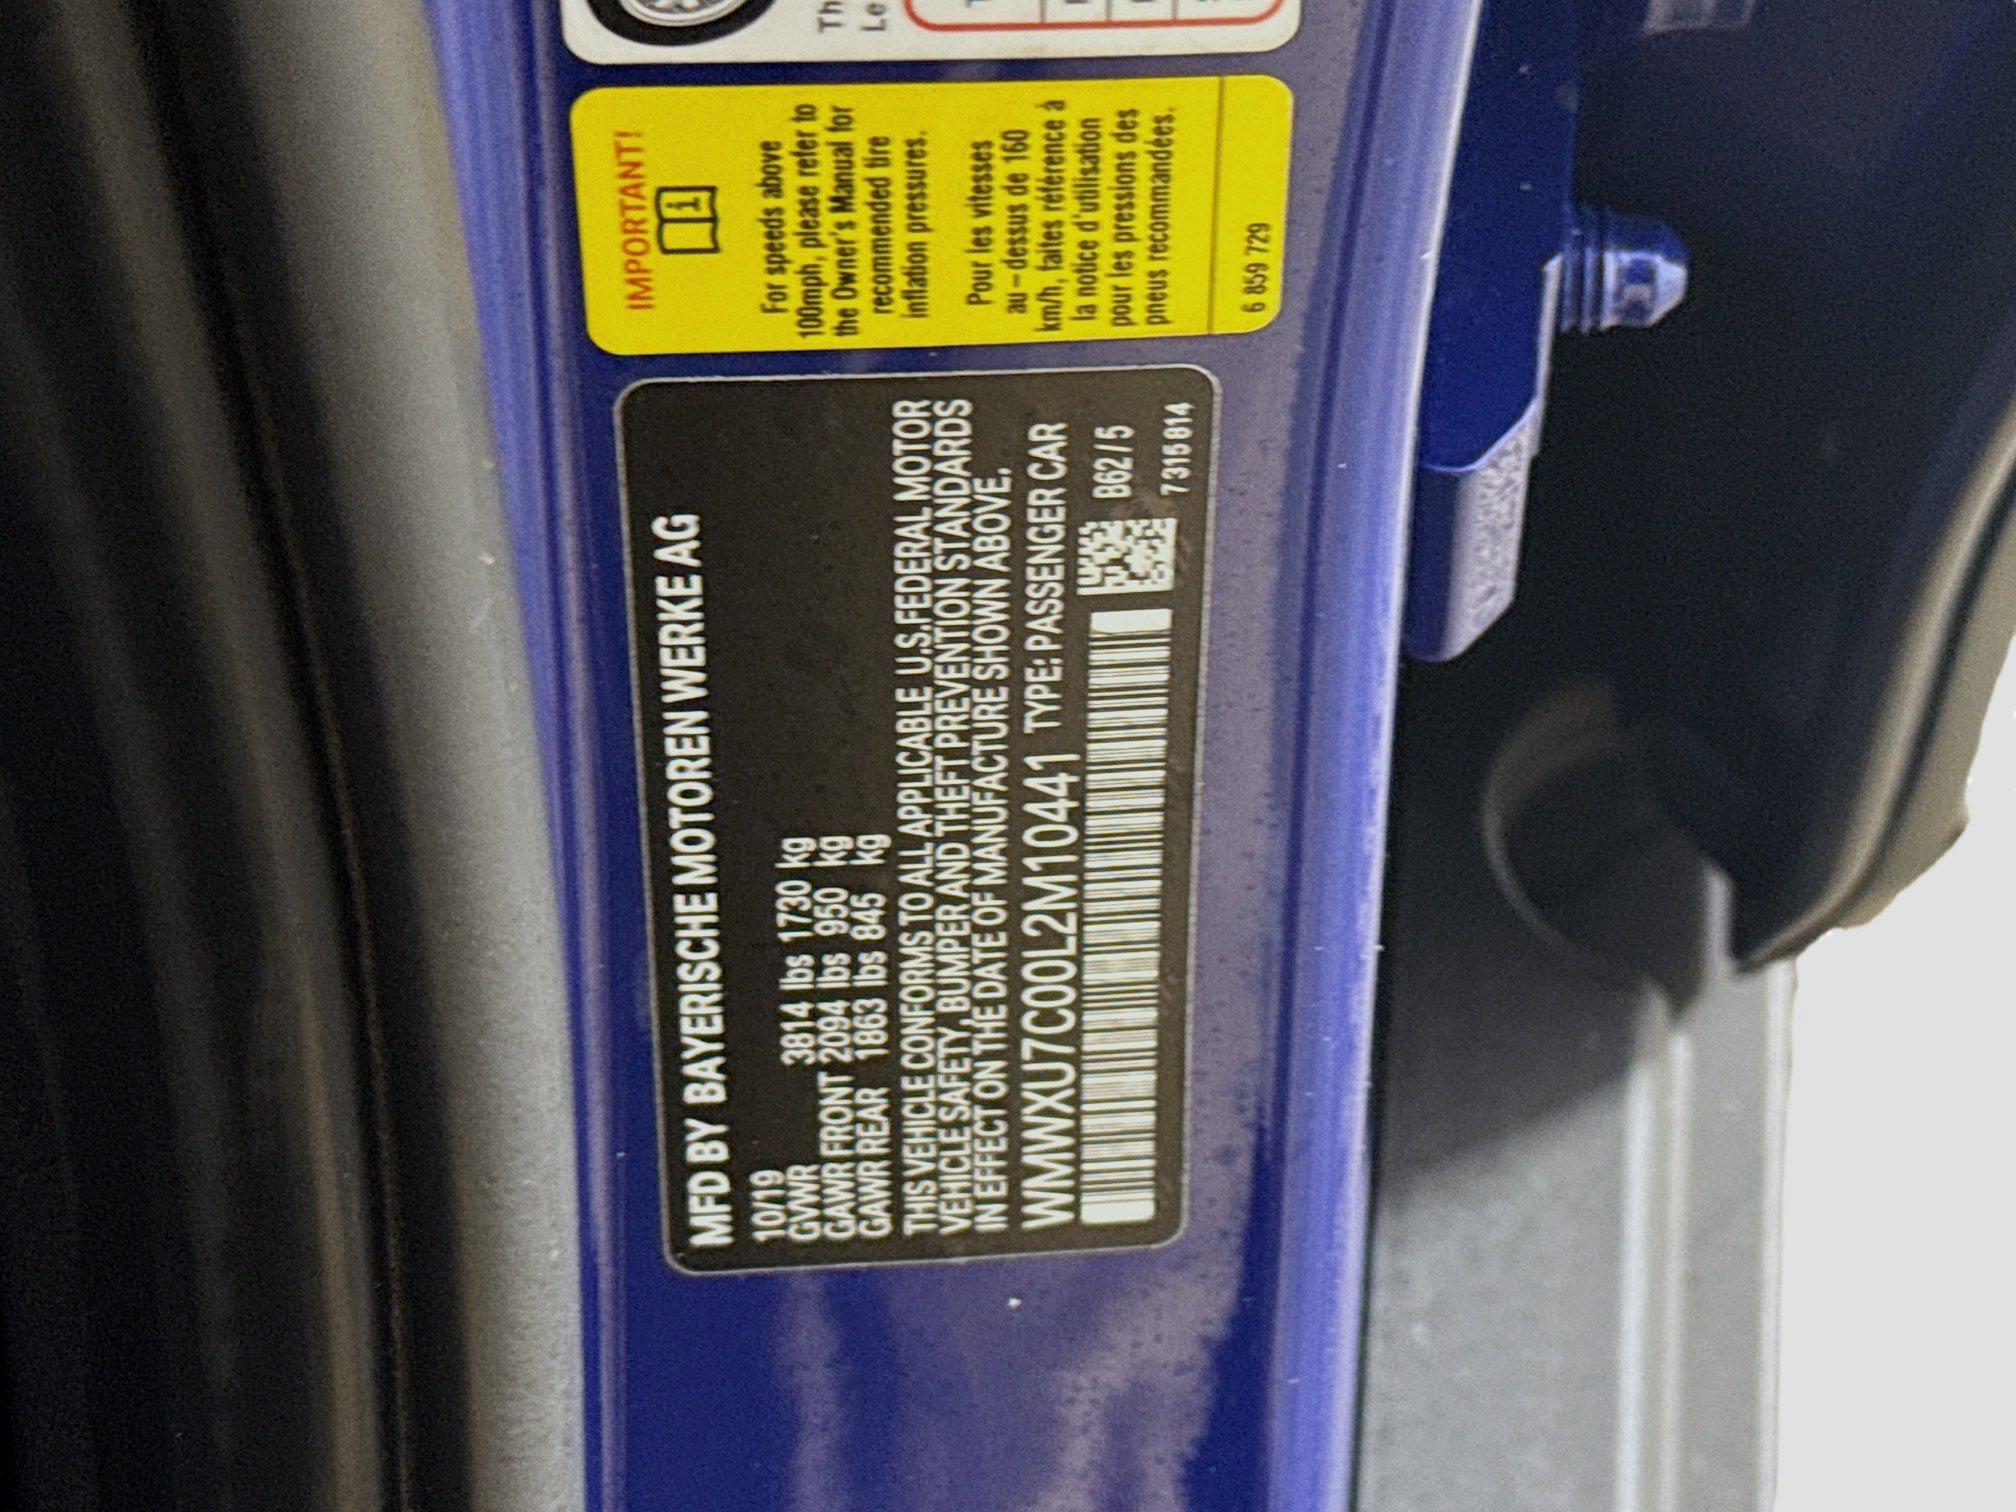 MFD BY BAYERISCHE MOTOREN WERKE AG
10/19
GVWR 3814 lbs 1730 kg
GAWR FRONT 2094 lbs 950 kg
GAWR REAR 1863 lbs 845 kg
THIS VEHICLE CONFORMS TO ALL APPLICABLE U.S.FEDERAL MOTOR
VEHICLE SAFETY, BUMPER AND THEFT PREVENTION STANDARDS
IN EFFECT ON THE DATE OF MANUFACTURE SHOWN ABOVE.
WMWXU7C00L2M10441 TYPE: PASSENGER CAR
B62/5
7 315 814
IMPORTANT!
i
For speeds above
100mph, please refer to
the Owner's Manual for
recommended tire
inflation pressures.
Pour les vitesses
au-dessus de 160
km/h, faites référence à
la notice d'utilisation
pour les pressions des
pneus recommandées.
6 859 729